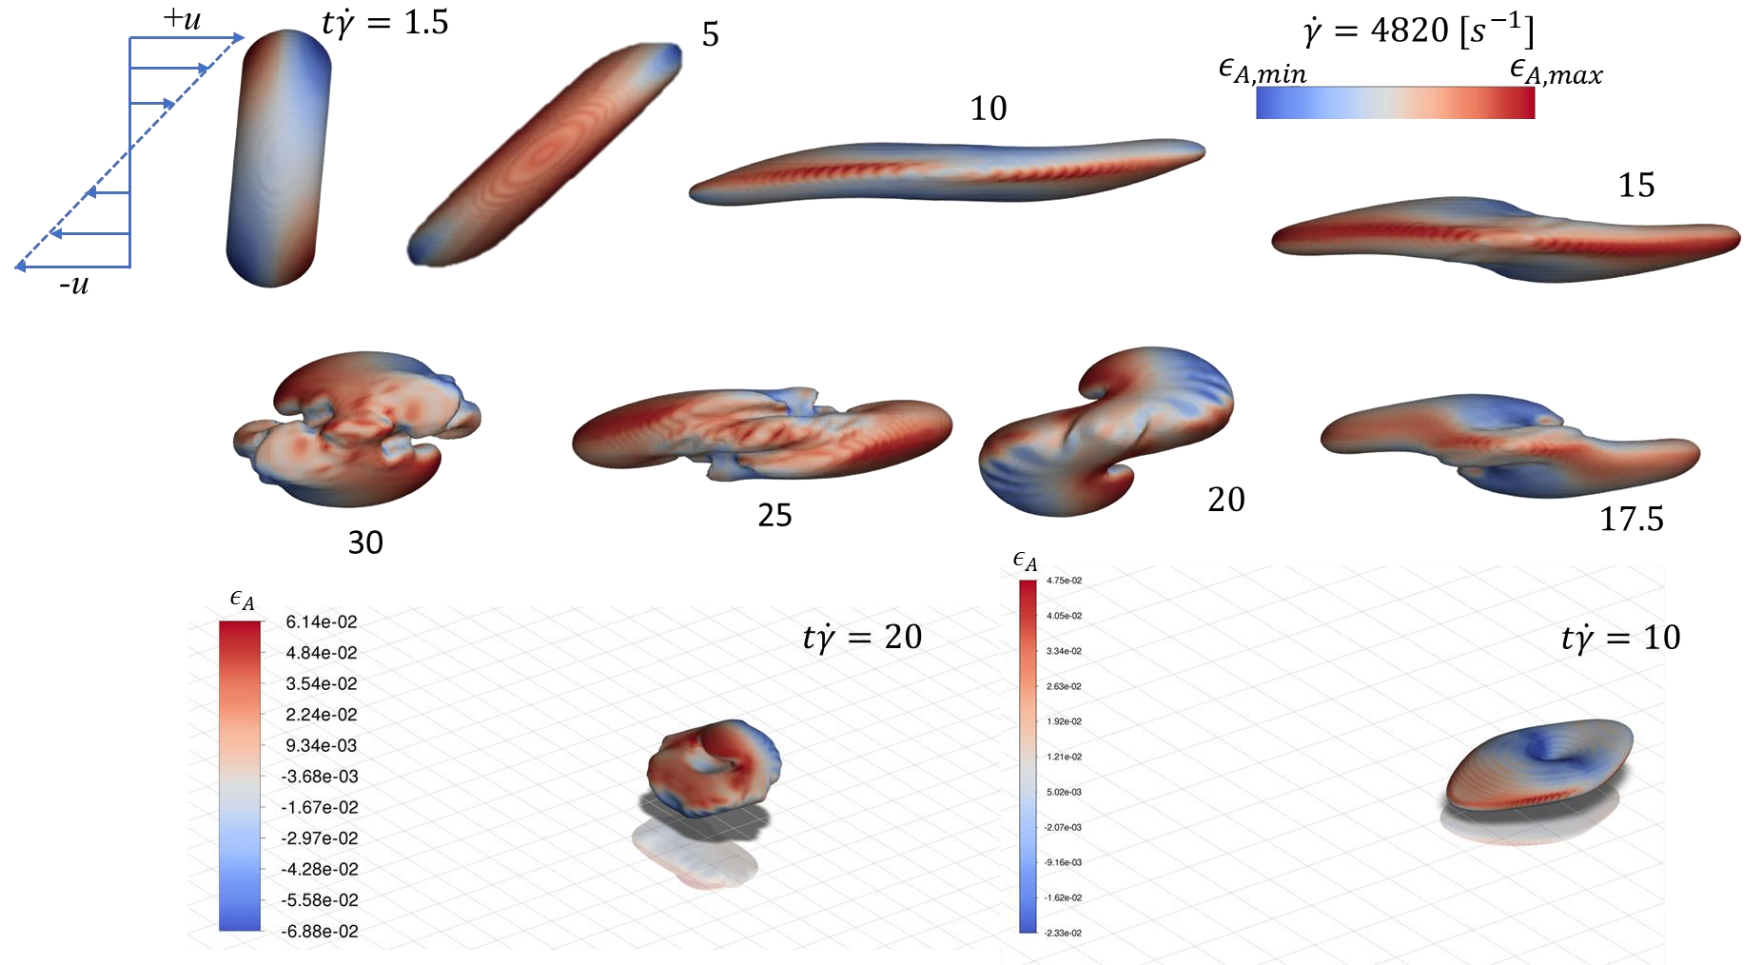 +u
tγ̇ = 1.5
5
γ̇ = 4820 [s⁻¹]
ϵ_A,min
ϵ_A,max
10
15
-u
30
25
20
17.5
ϵ_A
6.14e-02
4.84e-02
3.54e-02
2.24e-02
9.34e-03
-3.68e-03
-1.67e-02
-2.97e-02
-4.28e-02
-5.58e-02
-6.88e-02
tγ̇ = 20
ϵ_A
4.75e-02
4.05e-02
3.34e-02
2.63e-02
1.92e-02
1.21e-02
5.02e-03
-2.07e-03
-9.16e-03
-1.62e-02
-2.33e-02
tγ̇ = 10